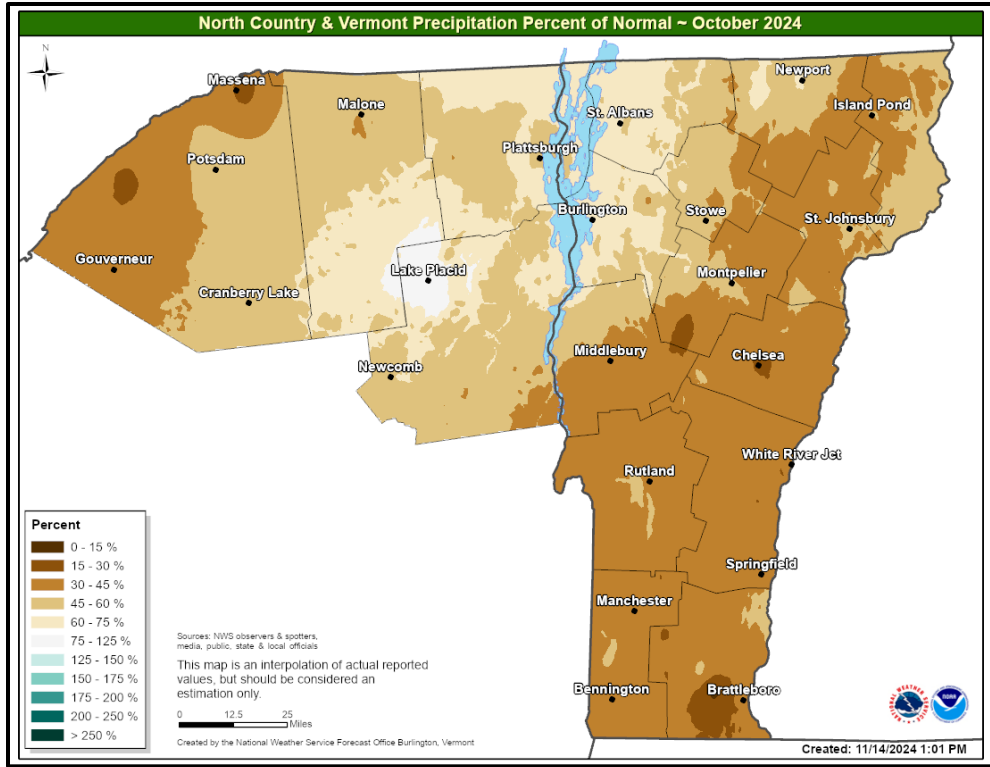 North Country & Vermont Precipitation Percent of Normal ~ October 2024
N
Massena
Malone
Newport
Island Pond
St. Albans
Plattsburgh
Potsdam
Burlington
Stowe
St. Johnsbury
Gouverneur
Lake Placid
Montpelier
Cranberry Lake
Middlebury
Chelsea
Newcomb
White River Jct
Rutland
Springfield
Manchester
Bennington
Brattleboro
Percent
0 - 15 %
15 - 30 %
30 - 45 %
45 - 60 %
60 - 75 %
75 - 125 %
125 - 150 %
150 - 175 %
175 - 200 %
200 - 250 %
> 250 %
Sources: NWS observers & spotters,
media, public, state & local officials
This map is an interpolation of actual reported
values, but should be considered an
estimation only.
0 12.5 25
Miles
Created by the National Weather Service Forecast Office Burlington, Vermont
NATIONAL WEATHER SERVICE
NOAA
Created: 11/14/2024 1:01 PM